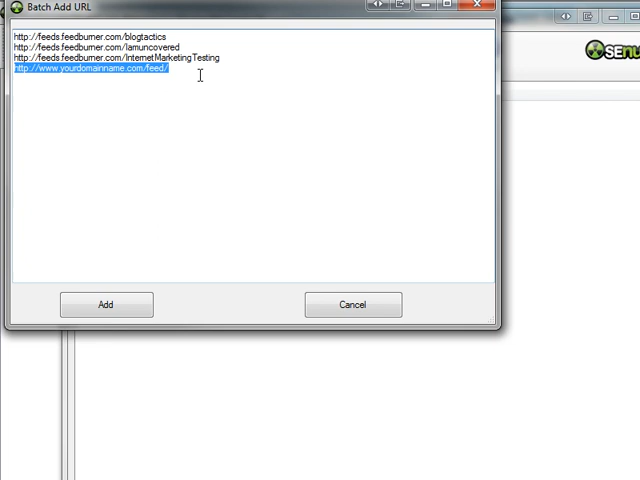 Batch Add URL
http://feeds.feedburner.com/blogtactics
http://feeds.feedburner.com/Iamuncovered
http://feeds.feedburner.com/InternetMarketingTesting
http://www.yourdomainname.com/feed/
Add
Cancel